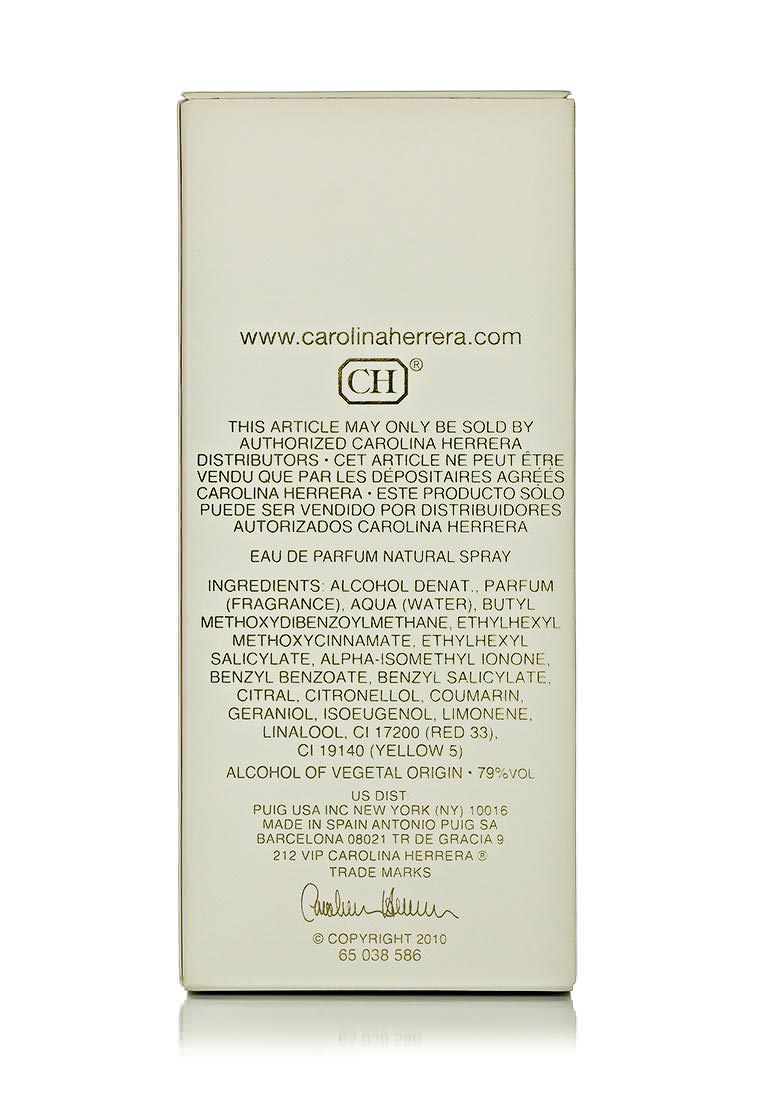 www.carolinaherrera.com
CH®
THIS ARTICLE MAY ONLY BE SOLD BY
AUTHORIZED CAROLINA HERRERA
DISTRIBUTORS • CET ARTICLE NE PEUT ÊTRE
VENDU QUE PAR LES DÉPOSITAIRES AGRÉÉS
CAROLINA HERRERA • ESTE PRODUCTO SÓLO
PUEDE SER VENDIDO POR DISTRIBUIDORES
AUTORIZADOS CAROLINA HERRERA
EAU DE PARFUM NATURAL SPRAY
INGREDIENTS: ALCOHOL DENAT., PARFUM
(FRAGRANCE), AQUA (WATER), BUTYL
METHOXYDIBENZOYLMETHANE, ETHYLHEXYL
METHOXYCINNAMATE, ETHYLHEXYL
SALICYLATE, ALPHA-ISOMETHYL IONONE,
BENZYL BENZOATE, BENZYL SALICYLATE,
CITRAL, CITRONELLOL, COUMARIN,
GERANIOL, ISOEUGENOL, LIMONENE,
LINALOOL, CI 17200 (RED 33),
CI 19140 (YELLOW 5)
ALCOHOL OF VEGETAL ORIGIN • 79%VOL
US DIST
PUIG USA INC NEW YORK (NY) 10016
MADE IN SPAIN ANTONIO PUIG SA
BARCELONA 08021 TR DE GRACIA 9
212 VIP CAROLINA HERRERA ®
TRADE MARKS
Carolina Herrera
© COPYRIGHT 2010
65 038 586